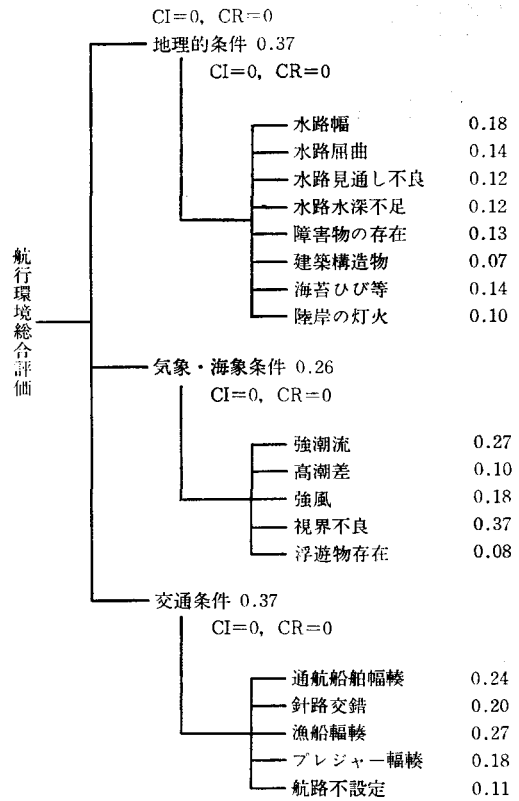 CI=0, CR=0
地理的条件 0.37
CI=0, CR=0
水路幅 0.18
水路屈曲 0.14
水路見通し不良 0.12
水路水深不足 0.12
障害物の存在 0.13
建築構造物 0.07
海苔ひび等 0.14
陸岸の灯火 0.10
航行環境総合評価
気象・海象条件 0.26
CI=0, CR=0
強潮流 0.27
高潮差 0.10
強風 0.18
視界不良 0.37
浮遊物存在 0.08
交通条件 0.37
CI=0, CR=0
通航船舶輻輳 0.24
針路交錯 0.20
漁船輻輳 0.27
プレジャー輻輳 0.18
航路不設定 0.11